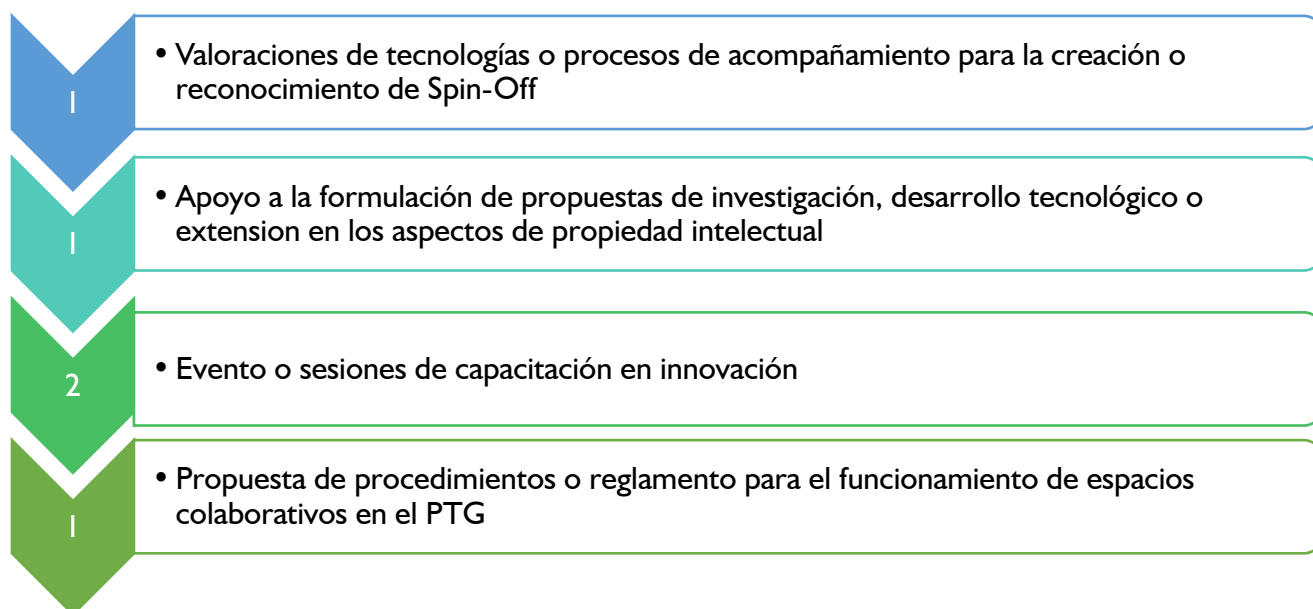 1
• Valoraciones de tecnologías o procesos de acompañamiento para la creación o
reconocimiento de Spin-Off
1
• Apoyo a la formulación de propuestas de investigación, desarrollo tecnológico o
extension en los aspectos de propiedad intelectual
2
• Evento o sesiones de capacitación en innovación
1
• Propuesta de procedimientos o reglamento para el funcionamiento de espacios
colaborativos en el PTG